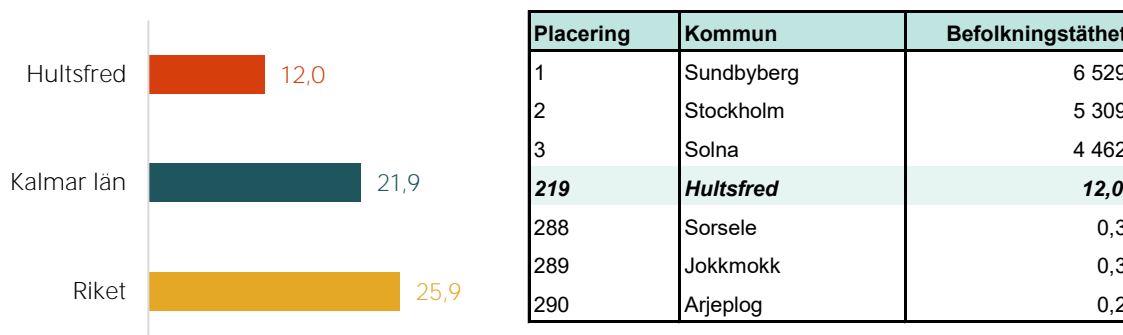 Hultsfred 12,0
Kalmar län 21,9
Riket 25,9
Placering Kommun Befolkningstäthet
1 Sundbyberg 6 529
2 Stockholm 5 309
3 Solna 4 462
219 Hultsfred 12,0
288 Sorsele 0,3
289 Jokkmokk 0,3
290 Arjeplog 0,2